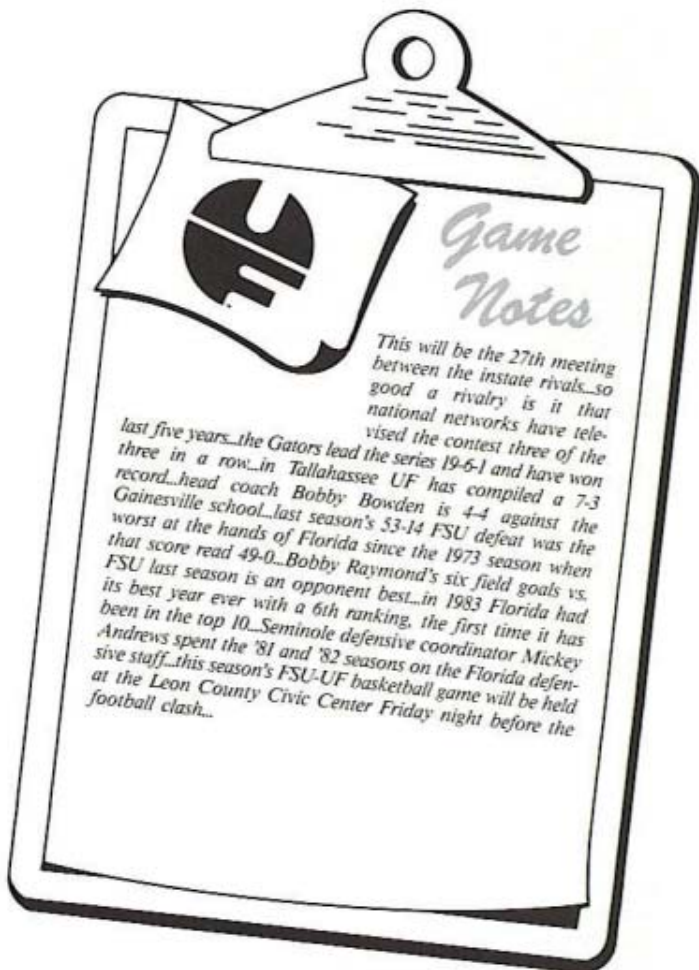 Game
Notes
This will be the 27th meeting
between the instate rivals...so
good a rivalry is it that
national networks have tele-
vised the contest three of the
last five years...the Gators lead the series 19-6-1 and have won
three in a row...in Tallahassee UF has compiled a 7-3
record...head coach Bobby Bowden is 4-4 against the
Gainesville school...last season's 53-14 FSU defeat was the
worst at the hands of Florida since the 1973 season when
that score read 49-0...Bobby Raymond's six field goals vs.
FSU last season is an opponent best...in 1983 Florida had
its best year ever with a 6th ranking, the first time it has
been in the top 10...Seminole defensive coordinator Mickey
Andrews spent the '81 and '82 seasons on the Florida defen-
sive staff...this season's FSU-UF basketball game will be held
at the Leon County Civic Center Friday night before the
football clash...